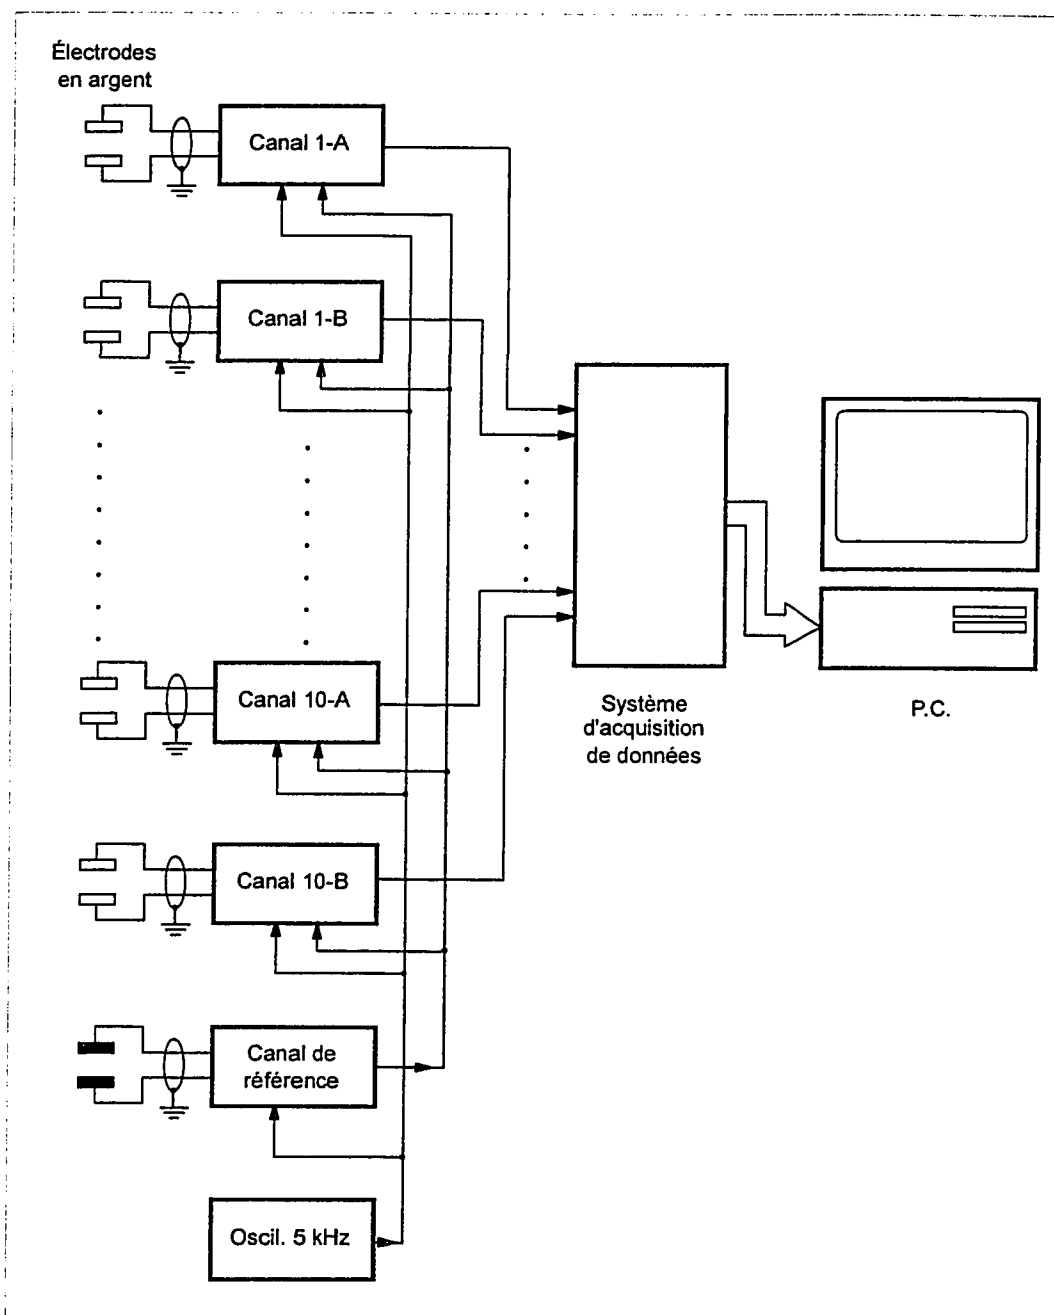 Électrodes
en argent
Canal 1-A
Canal 1-B
Canal 10-A
Canal 10-B
Canal de
référence
Oscil. 5 kHz
Système
d'acquisition
de données
P.C.